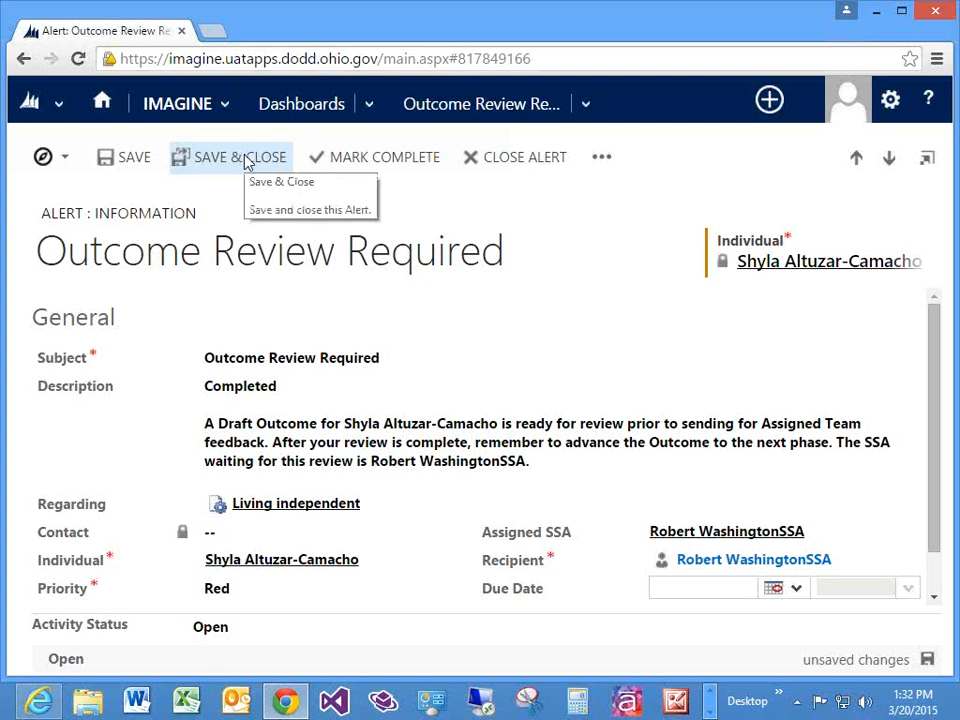 Alert: Outcome Review Re
https://imagine.uatapps.dodd.ohio.gov/main.aspx#817849166
IMAGINE
Dashboards
Outcome Review Re...
?
SAVE
SAVE & CLOSE
MARK COMPLETE
CLOSE ALERT
Save & Close
Save and close this Alert.
ALERT : INFORMATION
Outcome Review Required
Individual*
Shyla Altuzar-Camacho
General
Subject* Outcome Review Required
Description Completed
A Draft Outcome for Shyla Altuzar-Camacho is ready for review prior to sending for Assigned Team
feedback. After your review is complete, remember to advance the Outcome to the next phase. The SSA
waiting for this review is Robert WashingtonSSA.
Regarding Living independent
Contact -- Assigned SSA Robert WashingtonSSA
Individual* Shyla Altuzar-Camacho Recipient* Robert WashingtonSSA
Priority* Red Due Date
Activity Status Open
Open unsaved changes
Desktop
1:32 PM
3/20/2015